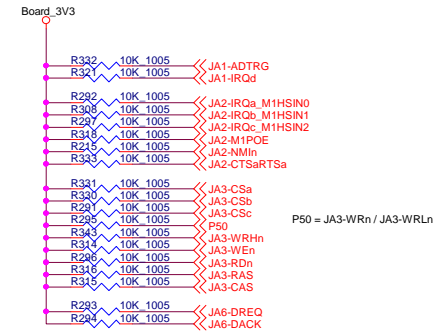 Board_3V3
R332 10K_1005 JA1-ADTRG
R321 10K_1005 JA1-IRQd
R292 10K_1005 JA2-IRQa_M1HSIN0
R308 10K_1005 JA2-IRQb_M1HSIN1
R297 10K_1005 JA2-IRQc_M1HSIN2
R318 10K_1005 JA2-M1POE
R215 10K_1005 JA2-NMIn
R333 10K_1005 JA2-CTSaRTSa
R331 10K_1005 JA3-CSa
R330 10K_1005 JA3-CSb
R291 10K_1005 JA3-CSc
R295 10K_1005 P50 P50 = JA3-WRn / JA3-WRLn
R343 10K_1005 JA3-WRHn
R314 10K_1005 JA3-WEn
R296 10K_1005 JA3-RDn
R316 10K_1005 JA3-RAS
R315 10K_1005 JA3-CAS
R293 10K_1005 JA6-DREQ
R294 10K_1005 JA6-DACK